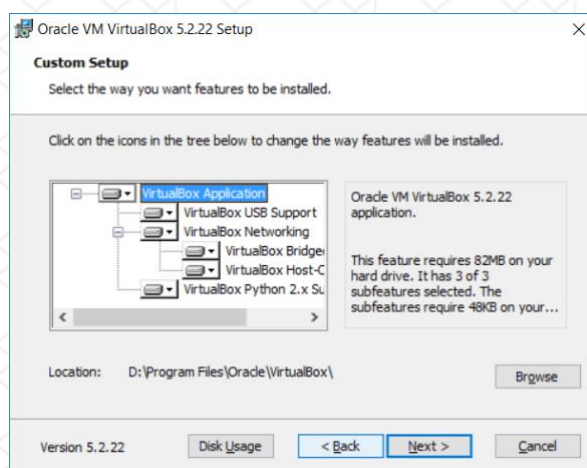 Oracle VM VirtualBox 5.2.22 Setup
Custom Setup
Select the way you want features to be installed.
Click on the icons in the tree below to change the way features will be installed.
VirtualBox Application
VirtualBox USB Support
VirtualBox Networking
VirtualBox Bridge
VirtualBox Host-C
VirtualBox Python 2.x Su
Oracle VM VirtualBox 5.2.22
application.
This feature requires 82MB on your
hard drive. It has 3 of 3
subfeatures selected. The
subfeatures require 48KB on your...
Location: D:\Program Files\Oracle\VirtualBox\
Browse
Version 5.2.22 Disk Usage < Back Next > Cancel